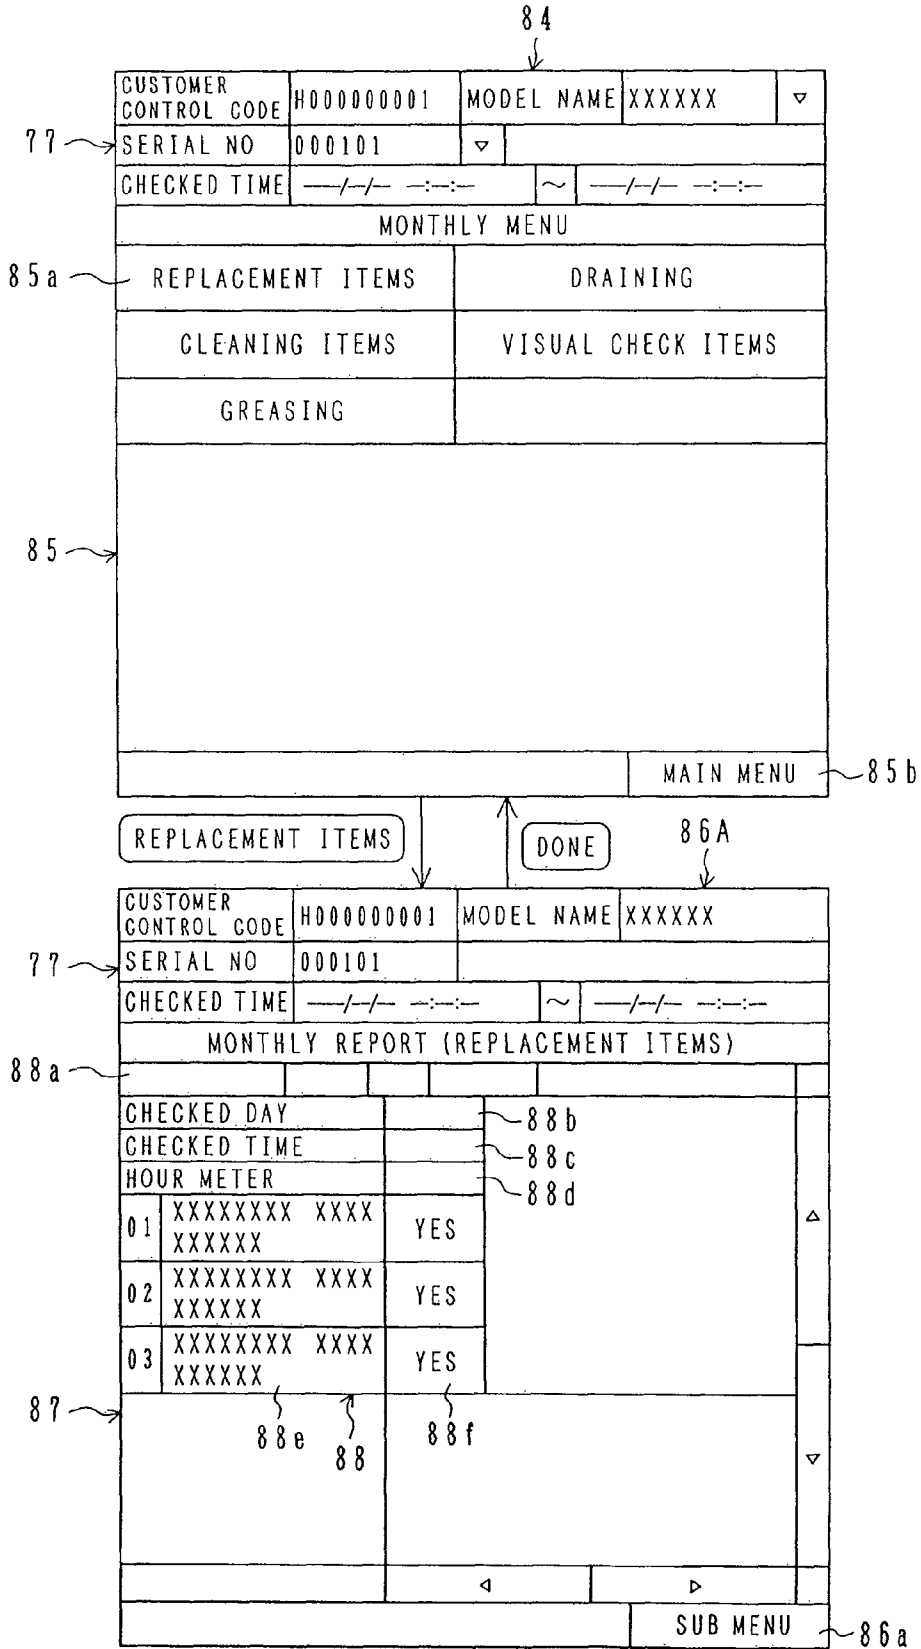 84
CUSTOMER
CONTROL CODE H000000001 MODEL NAME XXXXXX ▽
77 SERIAL NO 000101 ▽
CHECKED TIME —/—/— —:—:— ~ —/—/— —:—:—
MONTHLY MENU
85a REPLACEMENT ITEMS DRAINING
CLEANING ITEMS VISUAL CHECK ITEMS
GREASING
85
MAIN MENU 85b
REPLACEMENT ITEMS DONE 86A
CUSTOMER
CONTROL CODE H000000001 MODEL NAME XXXXXX
77 SERIAL NO 000101
CHECKED TIME —/—/— —:—:— ~ —/—/— —:—:—
MONTHLY REPORT (REPLACEMENT ITEMS)
88a
CHECKED DAY 88b
CHECKED TIME 88c
HOUR METER 88d
01 XXXXXXXX XXXX
XXXXXX YES △
02 XXXXXXXX XXXX
XXXXXX YES
03 XXXXXXXX XXXX
XXXXXX YES
87 88e 88 88f
▽
◁ ▷
SUB MENU 86a